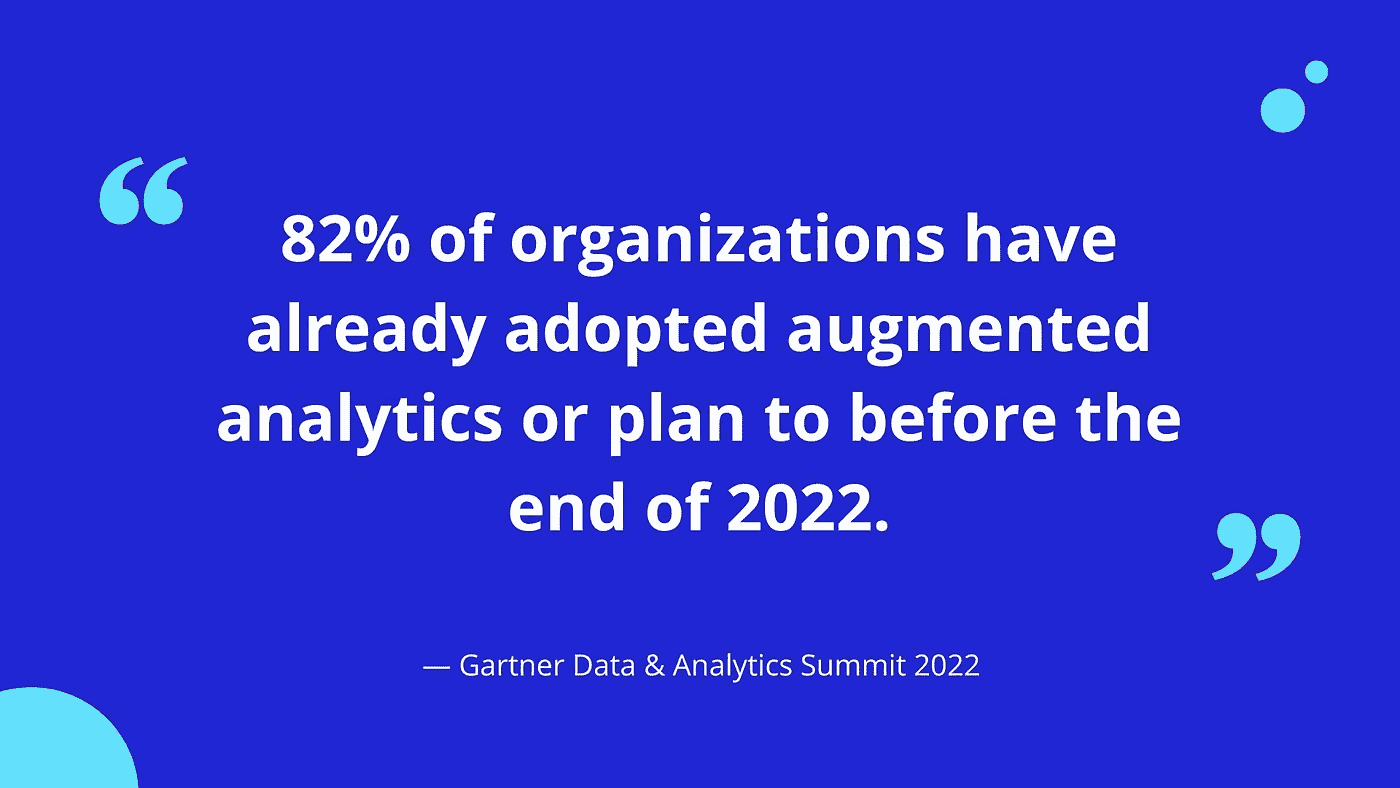 “
82% of organizations have
already adopted augmented
analytics or plan to before the
end of 2022.
”
— Gartner Data & Analytics Summit 2022